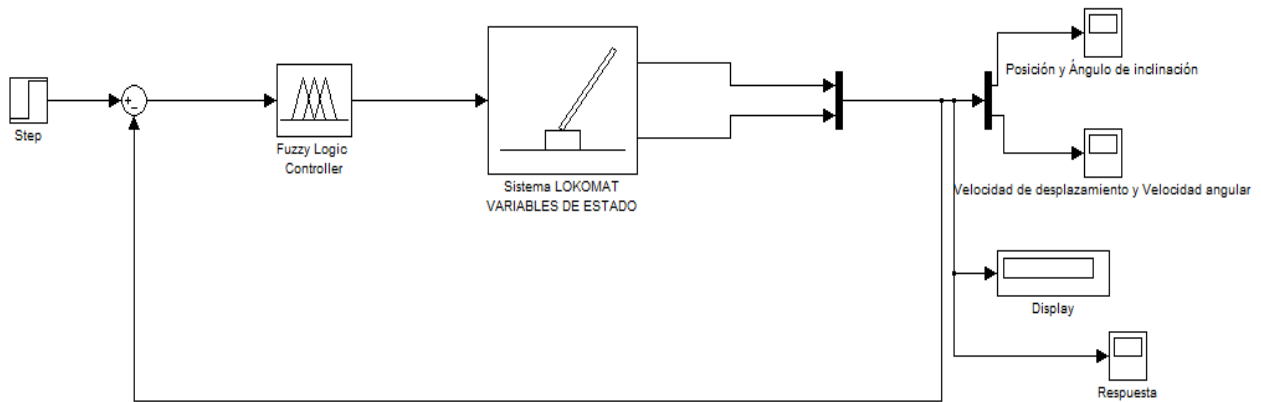 Step
+
-
Fuzzy Logic
Controller
Sistema LOKOMAT
VARIABLES DE ESTADO
Posición y Ángulo de inclinación
Velocidad de desplazamiento y Velocidad angular
Display
Respuesta